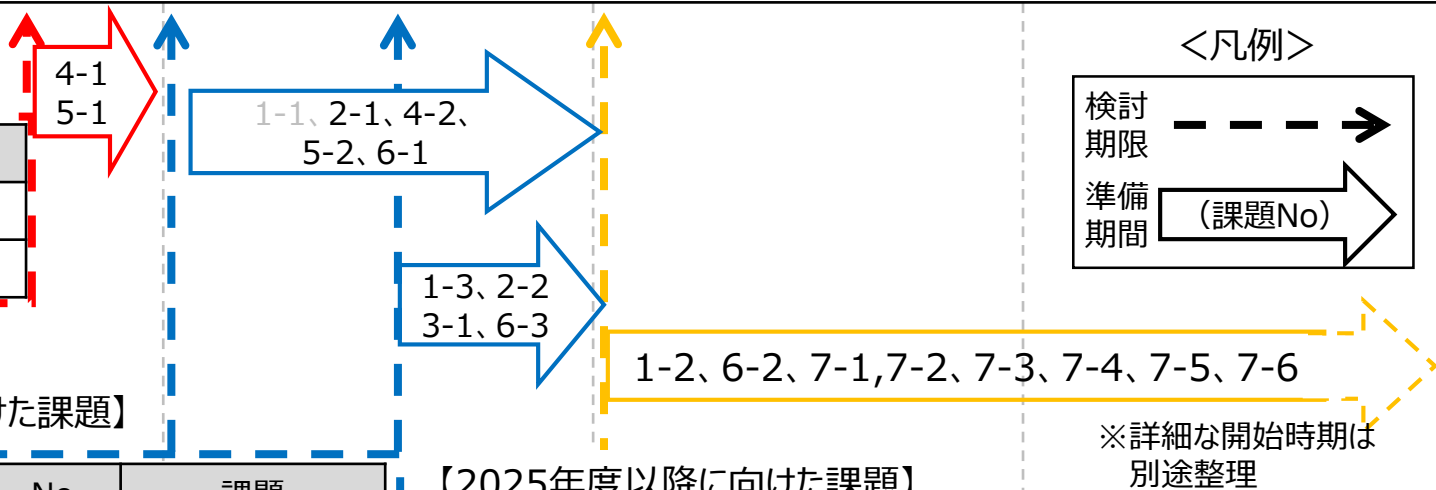 4-1
5-1
1-1、2-1、4-2、
5-2、6-1
<凡例>
検討
期限
準備
期間
（課題No）
1-3、2-2
3-1、6-3
1-2、6-2、7-1,7-2、7-3、7-4、7-5、7-6
けた課題】
※詳細な開始時期は
別途整理
No
課題
【2025年度以降に向けた課題】